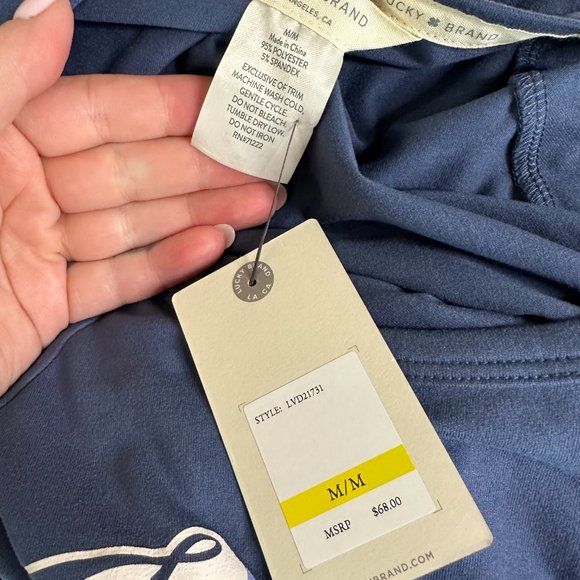 LUCKY BRAND
BRAND
ANGELES, CA
M/M
Made in China
95% POLYESTER
5% SPANDEX
EXCLUSIVE OF TRIM
MACHINE WASH COLD.
GENTLE CYCLE.
DO NOT BLEACH.
TUMBLE DRY LOW.
DO NOT IRON
RN#71222
LUCKY BRAND
LA CA
STYLE: LVD21731
M/M
MSRP $68.00
BRAND.COM